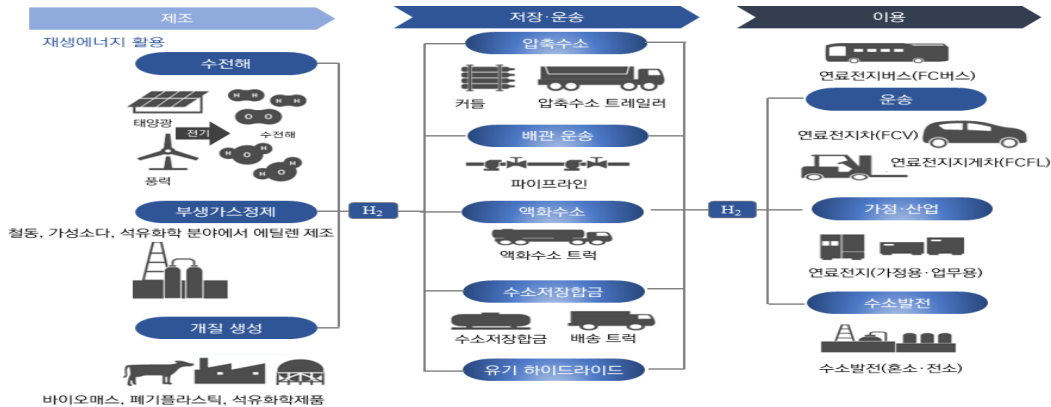 제조
저장·운송
이용
재생에너지 활용
수전해
태양광
전기
수전해
풍력
H H
H H
O O
H O H
H O H
부생가스정제
철동, 가성소다, 석유화학 분야에서 에틸렌 제조
개질 생성
바이오매스, 폐기플라스틱, 석유화학제품
H₂
압축수소
커들
압축수소 트레일러
배관 운송
파이프라인
액화수소
액화수소 트럭
수소저장합금
수소저장합금
배송 트럭
유기 하이드라이드
H₂
연료전지버스(FC버스)
운송
연료전지차(FCV)
연료전지지게차(FCFL)
가정·산업
연료전지(가정용·업무용)
수소발전
수소발전(혼소·전소)